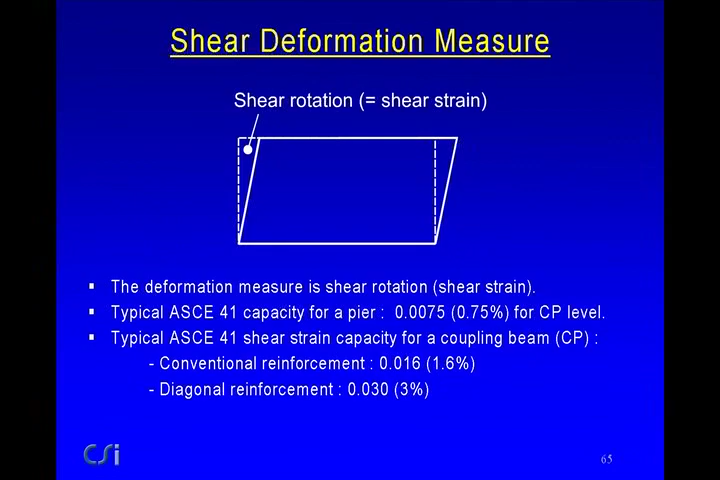 Shear Deformation Measure
Shear rotation (= shear strain)
▪ The deformation measure is shear rotation (shear strain).
▪ Typical ASCE 41 capacity for a pier : 0.0075 (0.75%) for CP level.
▪ Typical ASCE 41 shear strain capacity for a coupling beam (CP) :
- Conventional reinforcement : 0.016 (1.6%)
- Diagonal reinforcement : 0.030 (3%)
CSi
65